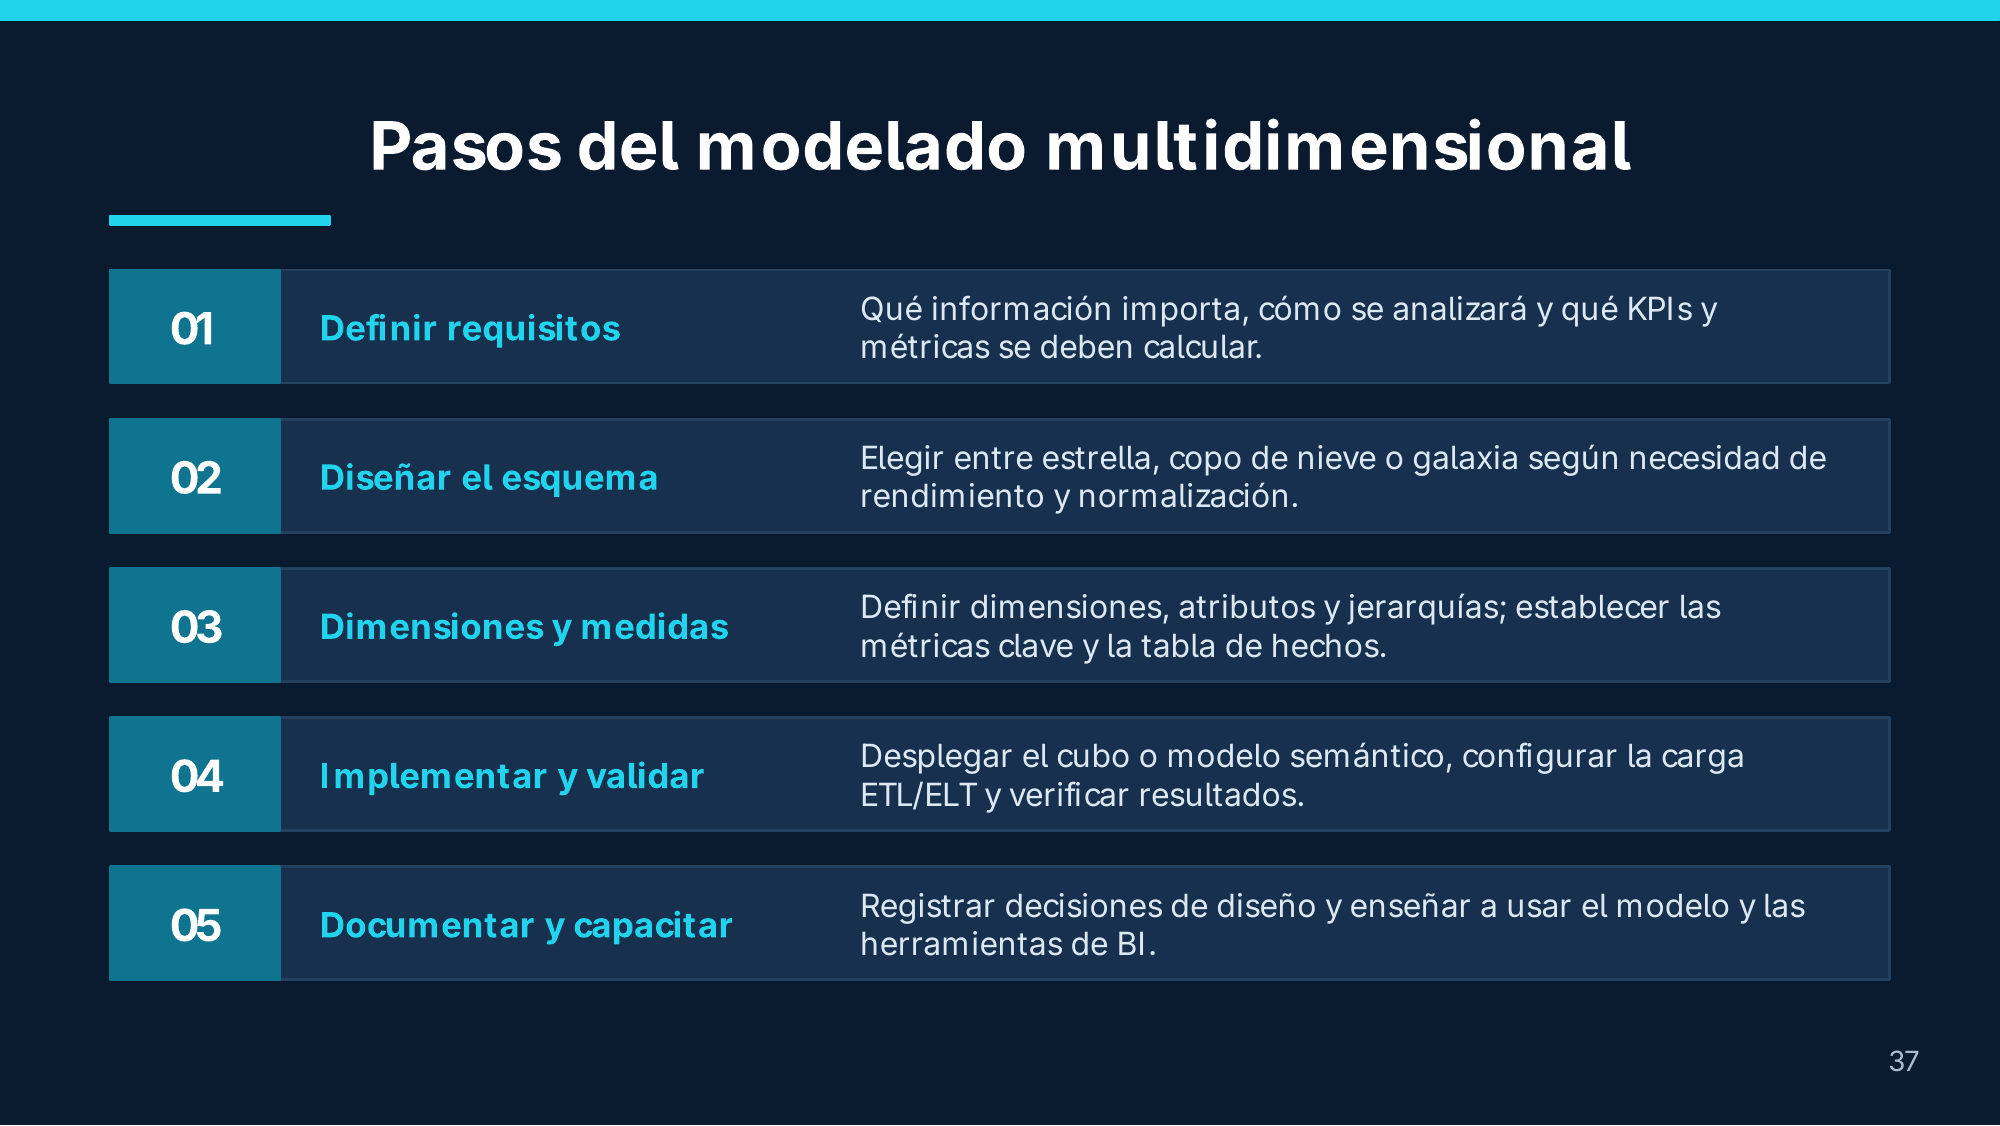 Pasos del modelado multidimensional
01
Definir requisitos
Qué información importa, cómo se analizará y qué KPIs y
métricas se deben calcular.
02
Diseñar el esquema
Elegir entre estrella, copo de nieve o galaxia según necesidad de
rendimiento y normalización.
03
Dimensiones y medidas
Definir dimensiones, atributos y jerarquías; establecer las
métricas clave y la tabla de hechos.
04
Implementar y validar
Desplegar el cubo o modelo semántico, configurar la carga
ETL/ELT y verificar resultados.
05
Documentar y capacitar
Registrar decisiones de diseño y enseñar a usar el modelo y las
herramientas de BI.
37